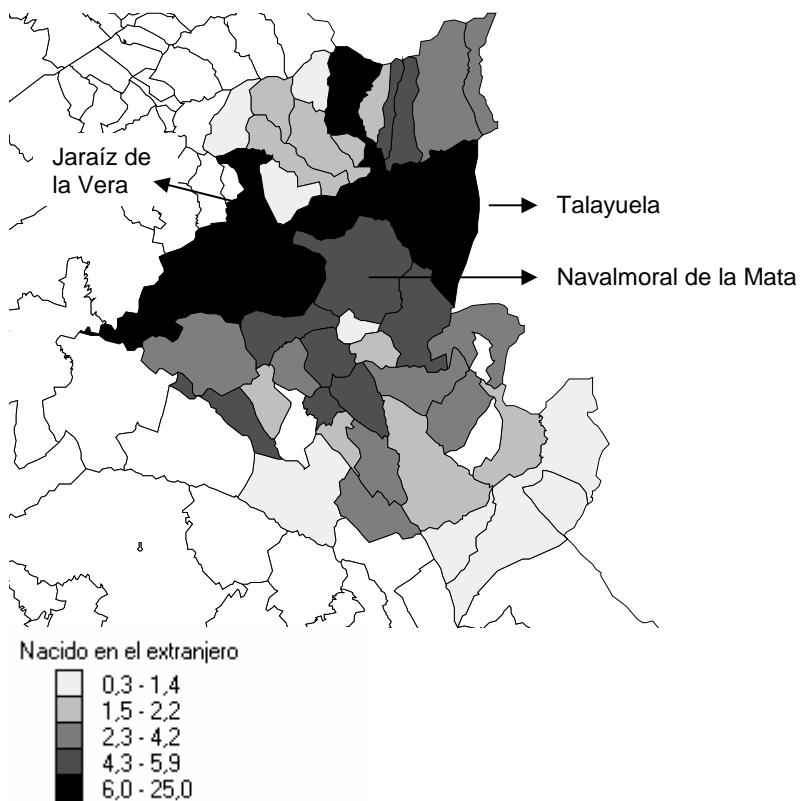 Jaraíz de
la Vera
Talayuela
Navalmoral de la Mata
Nacido en el extranjero
0,3 - 1,4
1,5 - 2,2
2,3 - 4,2
4,3 - 5,9
6,0 - 25,0